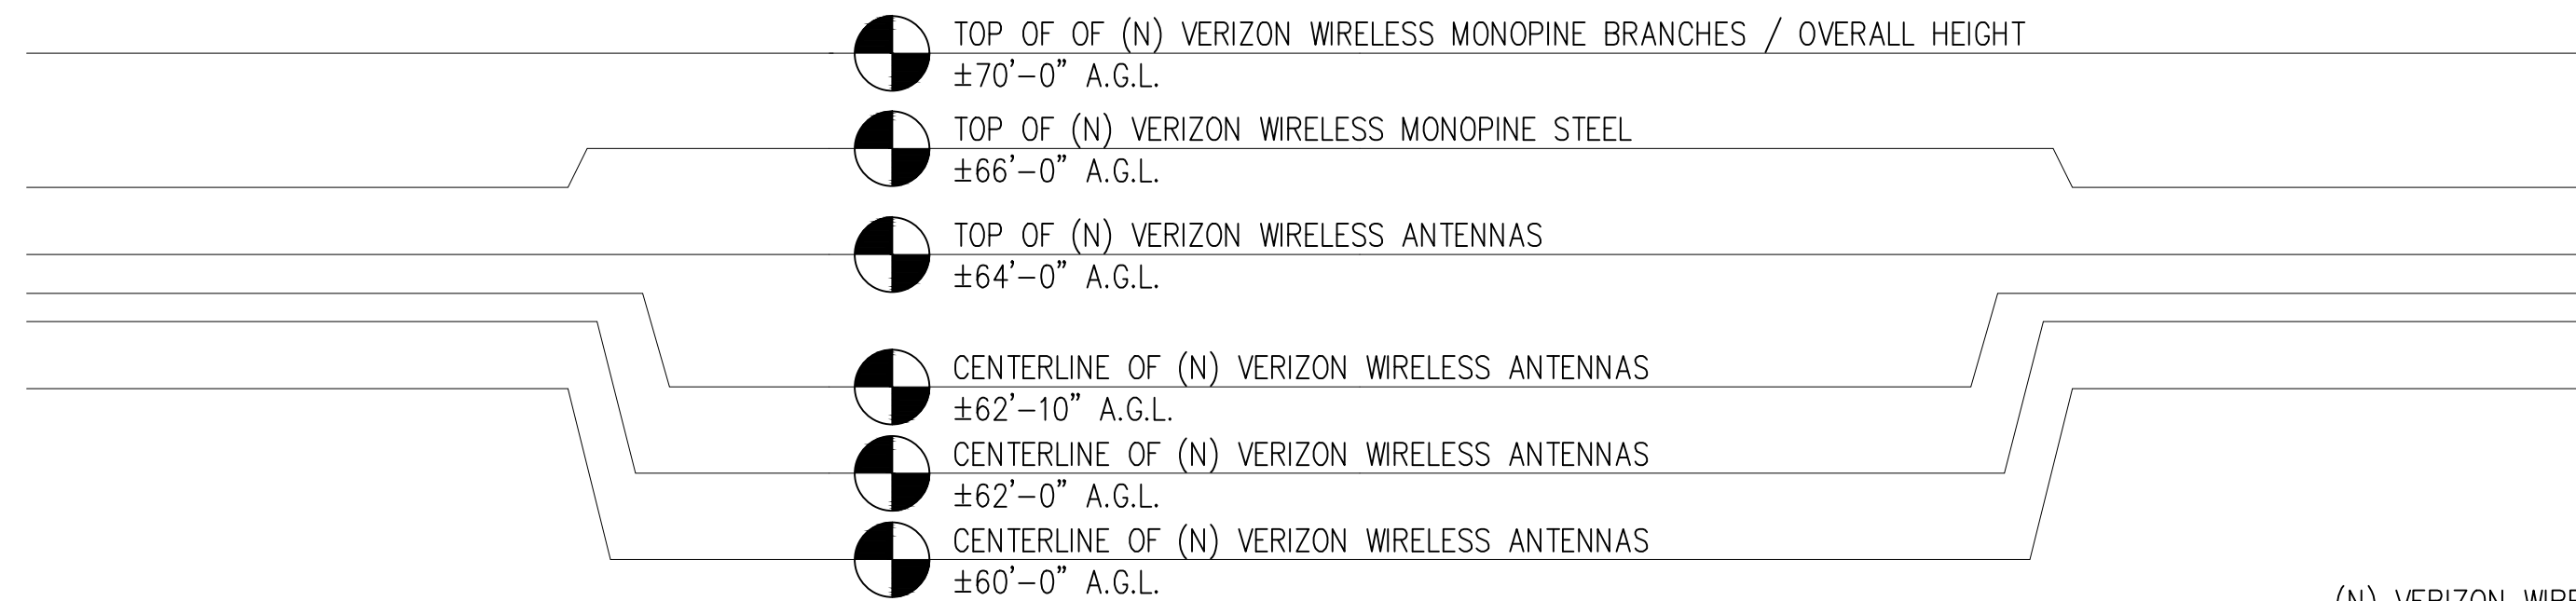 TOP OF OF (N) VERIZON WIRELESS MONOPINE BRANCHES / OVERALL HEIGHT
±70'-0" A.G.L.
TOP OF (N) VERIZON WIRELESS MONOPINE STEEL
±66'-0" A.G.L.
TOP OF (N) VERIZON WIRELESS ANTENNAS
±64'-0" A.G.L.
CENTERLINE OF (N) VERIZON WIRELESS ANTENNAS
±62'-10" A.G.L.
CENTERLINE OF (N) VERIZON WIRELESS ANTENNAS
±62'-0" A.G.L.
CENTERLINE OF (N) VERIZON WIRELESS ANTENNAS
±60'-0" A.G.L.
(N) VERIZON